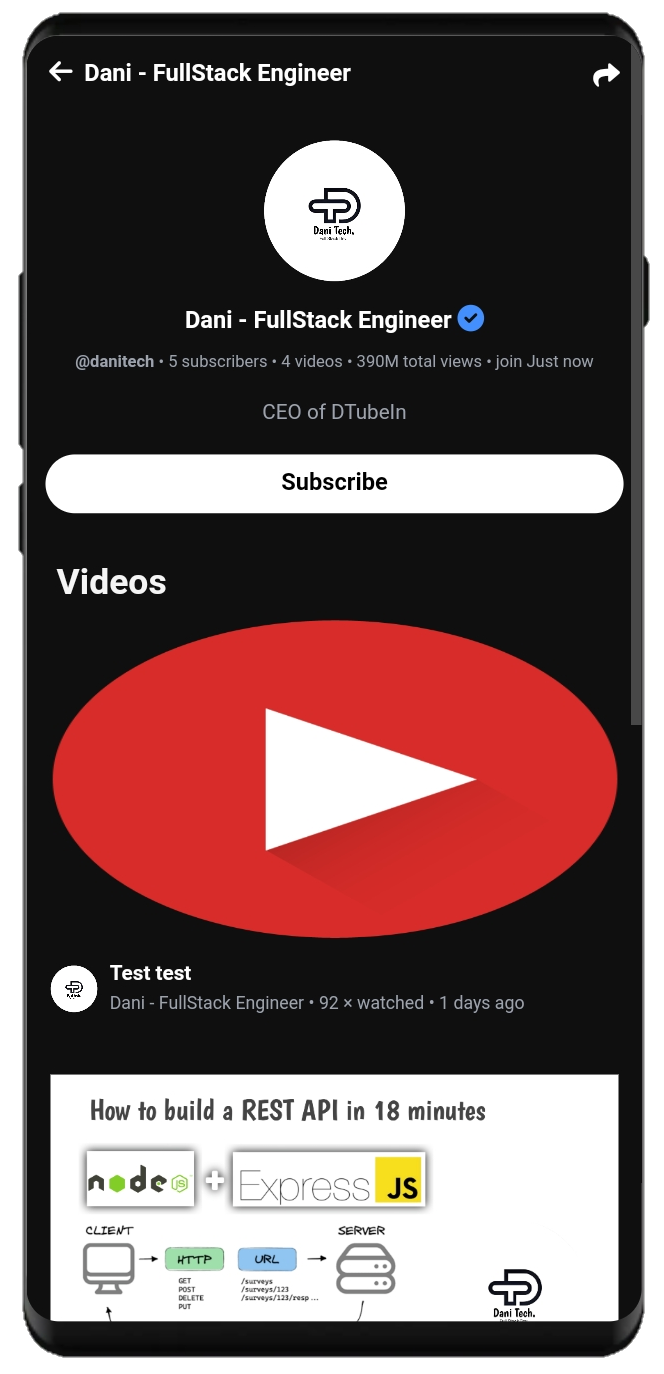 Dani - FullStack Engineer
Dani Tech.
Dani - FullStack Engineer
@danitech • 5 subscribers • 4 videos • 390M total views • join Just now
CEO of DTubeIn
Subscribe
Videos
Test test
Dani - FullStack Engineer • 92 × watched • 1 days ago
How to build a REST API in 18 minutes
node JS + Express JS
CLIENT
SERVER
HTTP
URL
GET
POST
DELETE
PUT
/surveys
/surveys/123
/surveys/123/resp ...
Dani Tech.